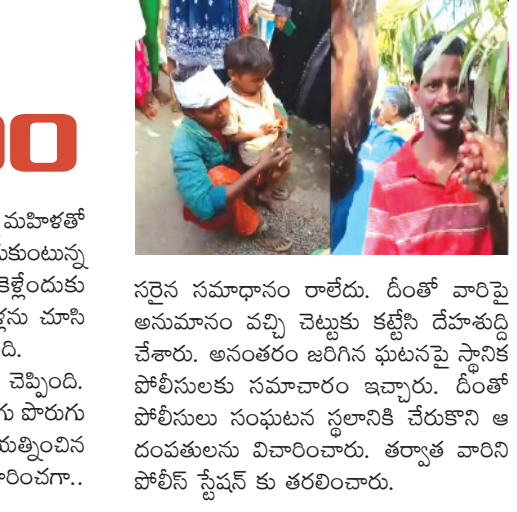 మహిళతో
కెళ్లేందుకు
చూసి
చెప్పింది.
పొరుగు
సరైన సమాధానం రాలేదు. దీంతో వారిపై
అనుమానం వచ్చి చెట్టుకు కట్టేసి దేహశుద్ది
చేశారు. అనంతరం జరిగిన ఘటనపై స్థానిక
పోలీసులకు సమాచారం ఇచ్చారు. దీంతో
పోలీసులు సంఘటన స్థలానికి చేరుకొని ఆ
దంపతులను విచారించారు. తర్వాత వారిని
పోలీస్ స్టేషన్ కు తరలించారు.